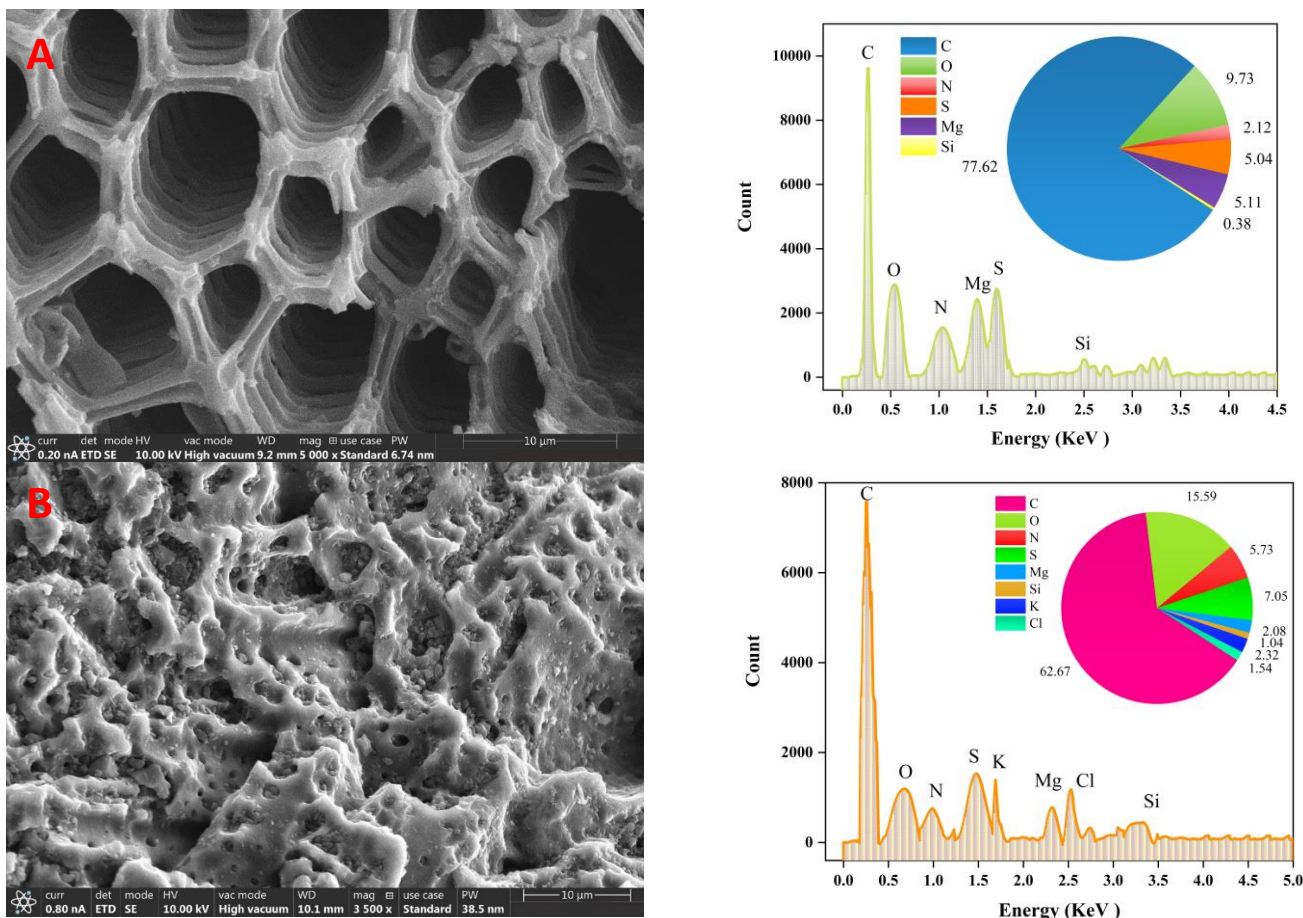 A
curr det mode HV vac mode WD mag ⊞ use case PW
0.20 nA ETD SE 10.00 kV High vacuum 9.2 mm 5 000 x Standard 6.74 nm
10 µm
C
O
N
S
Mg
Si
77.62
9.73
2.12
5.04
5.11
0.38
C
O
N
Mg
S
Si
Count
10000
8000
6000
4000
2000
0
0.0 0.5 1.0 1.5 2.0 2.5 3.0 3.5 4.0 4.5
Energy (KeV )
B
curr det mode HV vac mode WD mag ⊞ use case PW
0.80 nA ETD SE 10.00 kV High vacuum 10.1 mm 3 500 x Standard 38.5 nm
10 µm
C
O
N
S
Mg
Si
K
Cl
15.59
5.73
7.05
2.08
1.04
2.32
1.54
62.67
C
O
N
S
K
Mg
Cl
Si
Count
8000
6000
4000
2000
0
0.0 0.5 1.0 1.5 2.0 2.5 3.0 3.5 4.0 4.5 5.0
Energy (KeV )